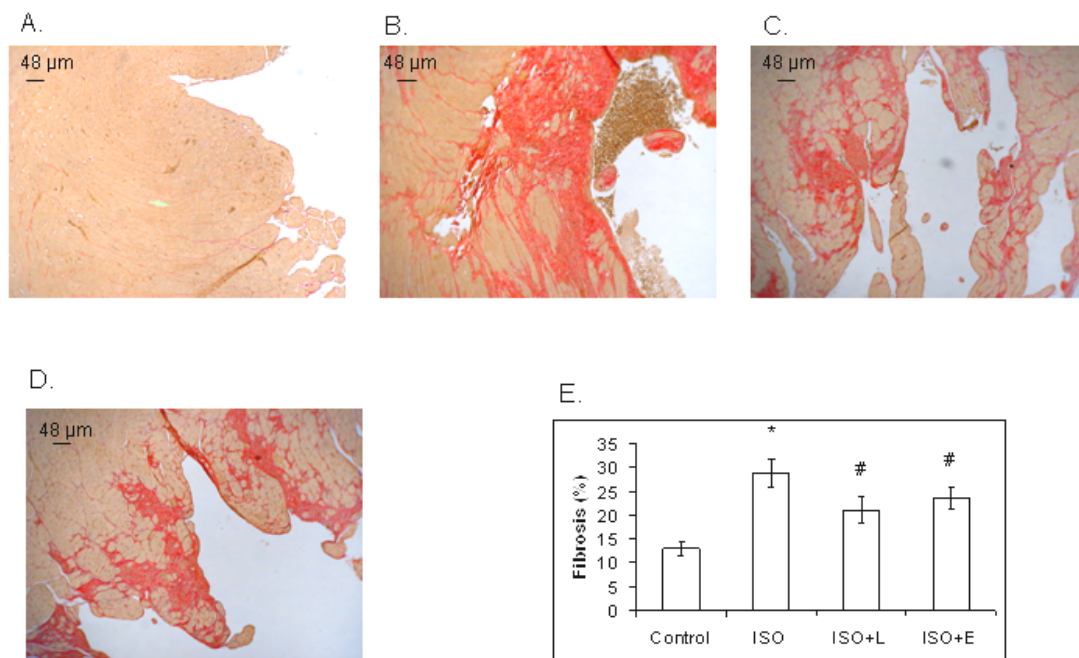 A.
48 µm
B.
48 µm
C.
48 µm
D.
48 µm
E.
Fibrosis (%)
35
30
25
20
15
10
5
0
*
#
#
Control ISO ISO+L ISO+E